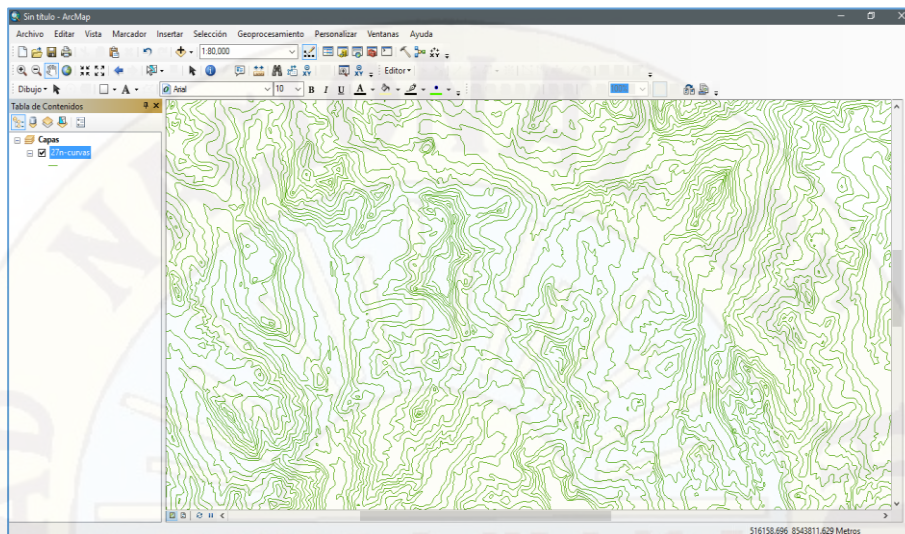 Sin título - ArcMap
Archivo Editar Vista Marcador Insertar Selección Geoprocesamiento Personalizar Ventanas Ayuda
1:80,000
Editor
Dibujo
A
Arial
10
B I U A
Tabla de Contenidos
Capas
27n-curvas
516158.696 8543811.629 Metros